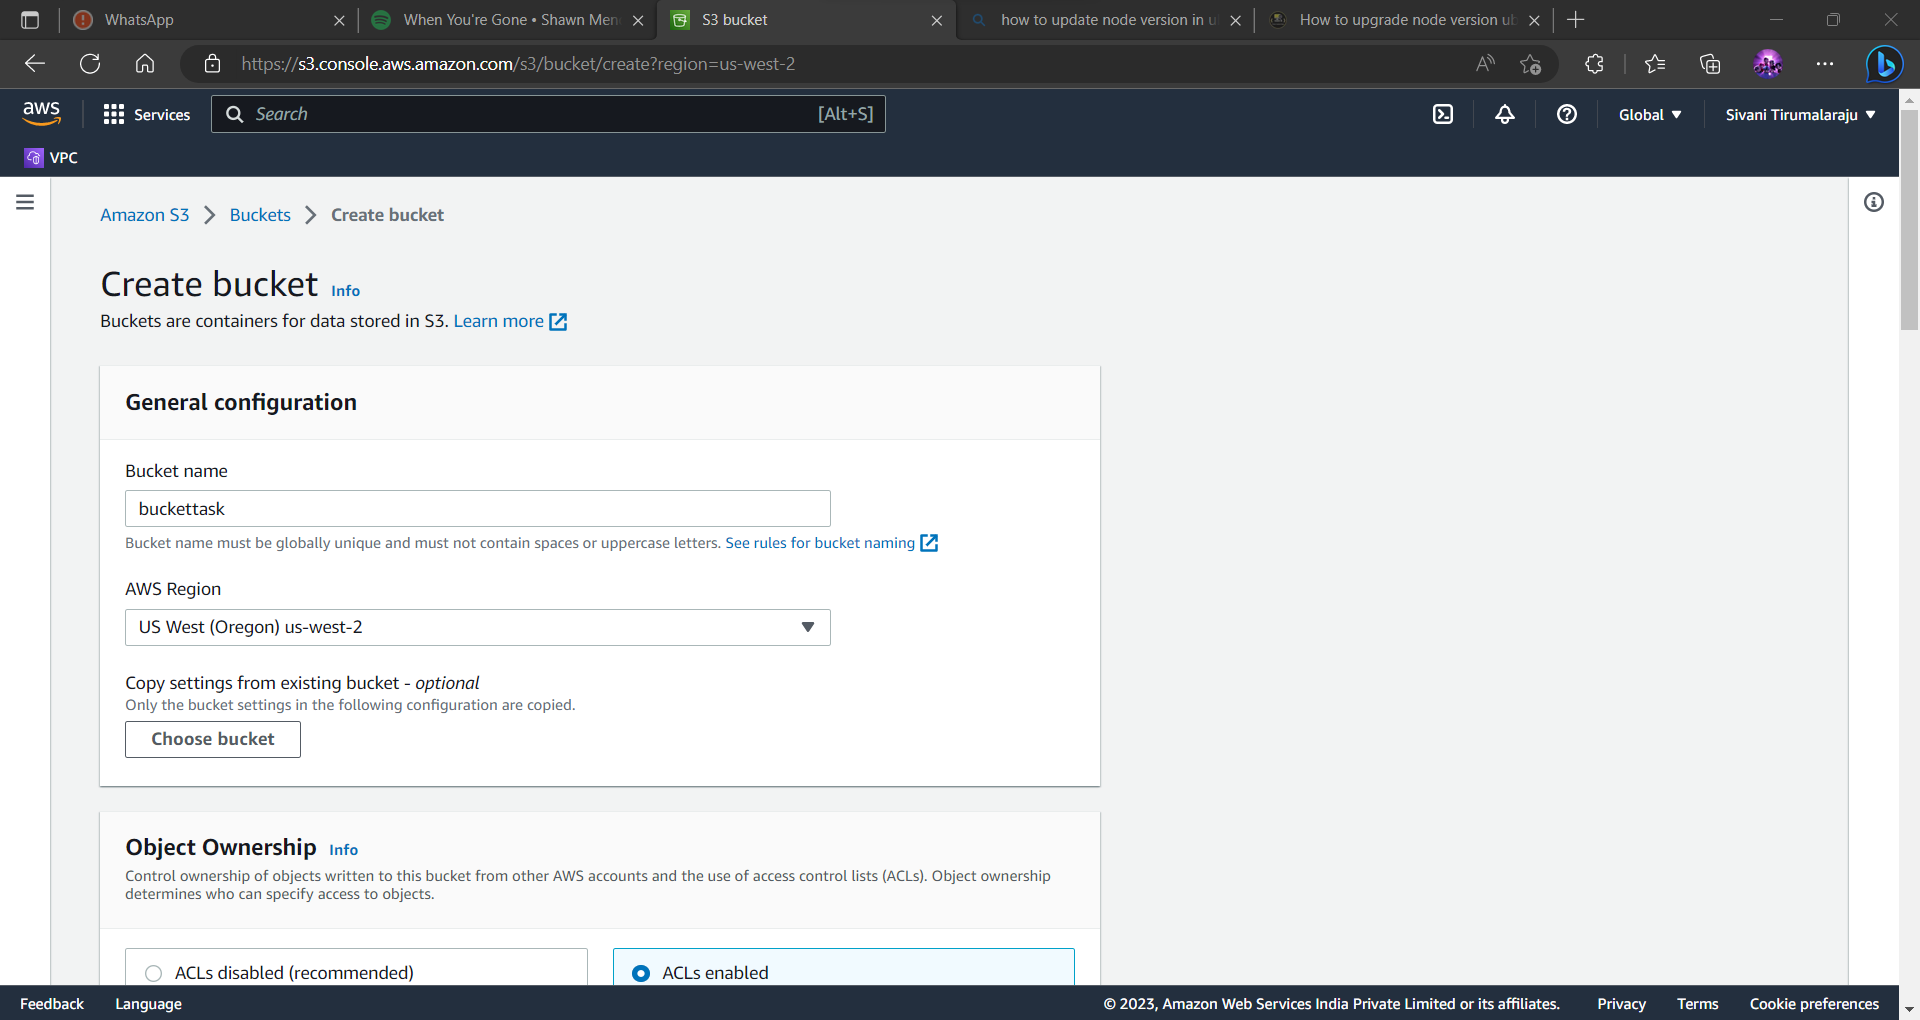 WhatsApp
When You're Gone • Shawn Men
S3 bucket
how to update node version in u
How to upgrade node version ub
https://s3.console.aws.amazon.com/s3/bucket/create?region=us-west-2
aws
Services
Search
[Alt+S]
Global
Sivani Tirumalaraju
VPC
Amazon S3 > Buckets > Create bucket
Create bucket Info
Buckets are containers for data stored in S3. Learn more
General configuration
Bucket name
buckettask
Bucket name must be globally unique and must not contain spaces or uppercase letters. See rules for bucket naming
AWS Region
US West (Oregon) us-west-2
Copy settings from existing bucket - optional
Only the bucket settings in the following configuration are copied.
Choose bucket
Object Ownership Info
Control ownership of objects written to this bucket from other AWS accounts and the use of access control lists (ACLs). Object ownership
determines who can specify access to objects.
ACLs disabled (recommended)
ACLs enabled
Feedback
Language
© 2023, Amazon Web Services India Private Limited or its affiliates.
Privacy
Terms
Cookie preferences